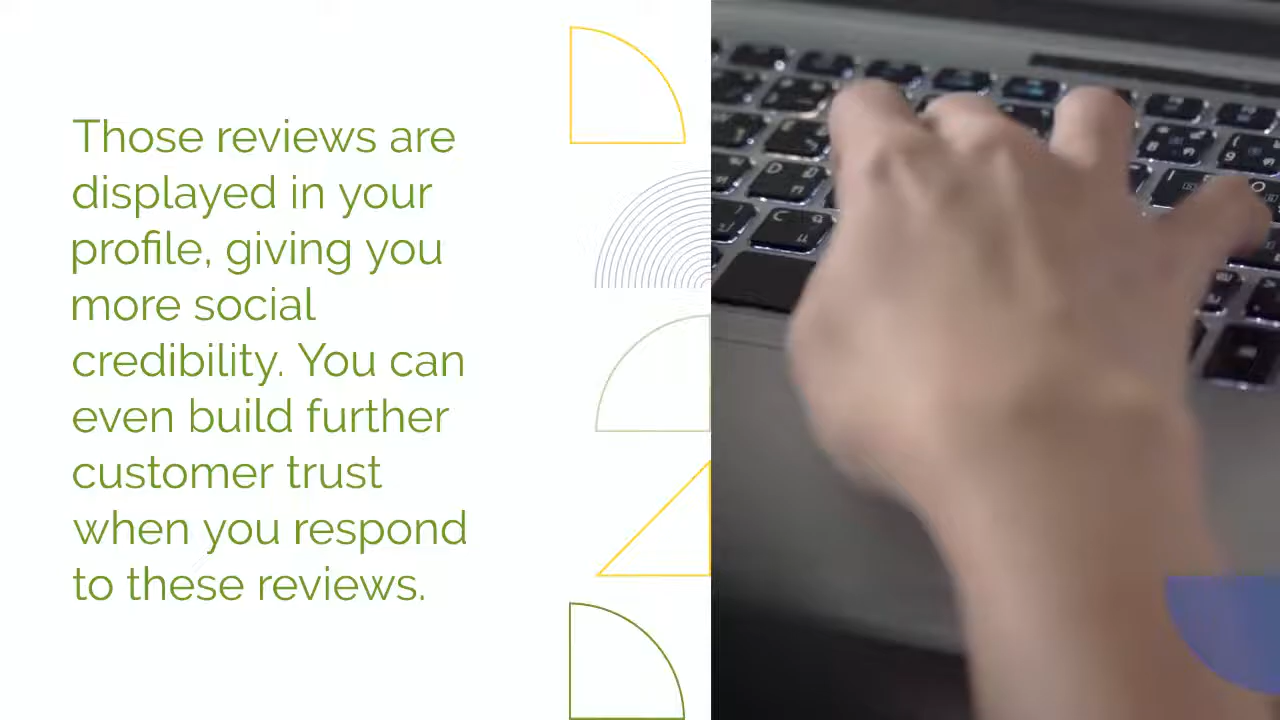 Those reviews are
displayed in your
profile, giving you
more social
credibility. You can
even build further
customer trust
when you respond
to these reviews.